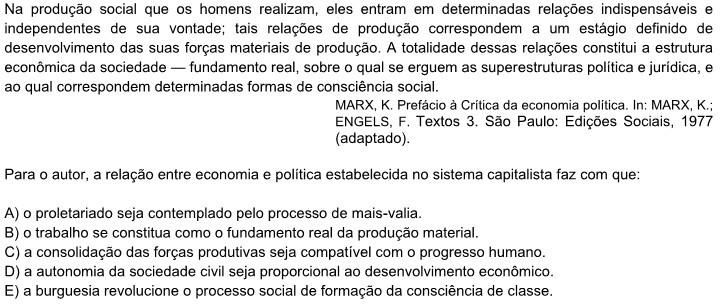 Na produção social que os homens realizam, eles entram em determinadas relações indispensáveis e
independentes de sua vontade; tais relações de produção correspondem a um estágio definido de
desenvolvimento das suas forças materiais de produção. A totalidade dessas relações constitui a estrutura
econômica da sociedade — fundamento real, sobre o qual se erguem as superestruturas política e jurídica, e
ao qual correspondem determinadas formas de consciência social.
MARX, K. Prefácio à Crítica da economia política. In: MARX, K.;
ENGELS, F. Textos 3. São Paulo: Edições Sociais, 1977
(adaptado).
Para o autor, a relação entre economia e política estabelecida no sistema capitalista faz com que:
A) o proletariado seja contemplado pelo processo de mais-valia.
B) o trabalho se constitua como o fundamento real da produção material.
C) a consolidação das forças produtivas seja compatível com o progresso humano.
D) a autonomia da sociedade civil seja proporcional ao desenvolvimento econômico.
E) a burguesia revolucione o processo social de formação da consciência de classe.